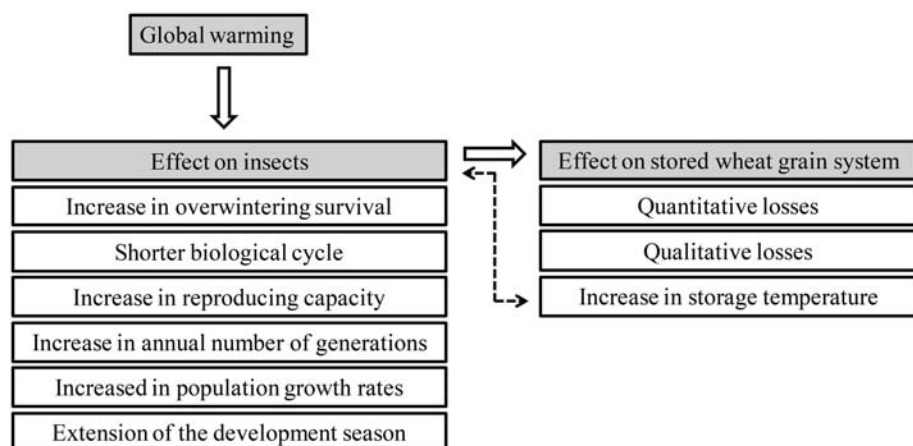 Global warming
Effect on insects
Increase in overwintering survival
Shorter biological cycle
Increase in reproducing capacity
Increase in annual number of generations
Increased in population growth rates
Extension of the development season
Effect on stored wheat grain system
Quantitative losses
Qualitative losses
Increase in storage temperature